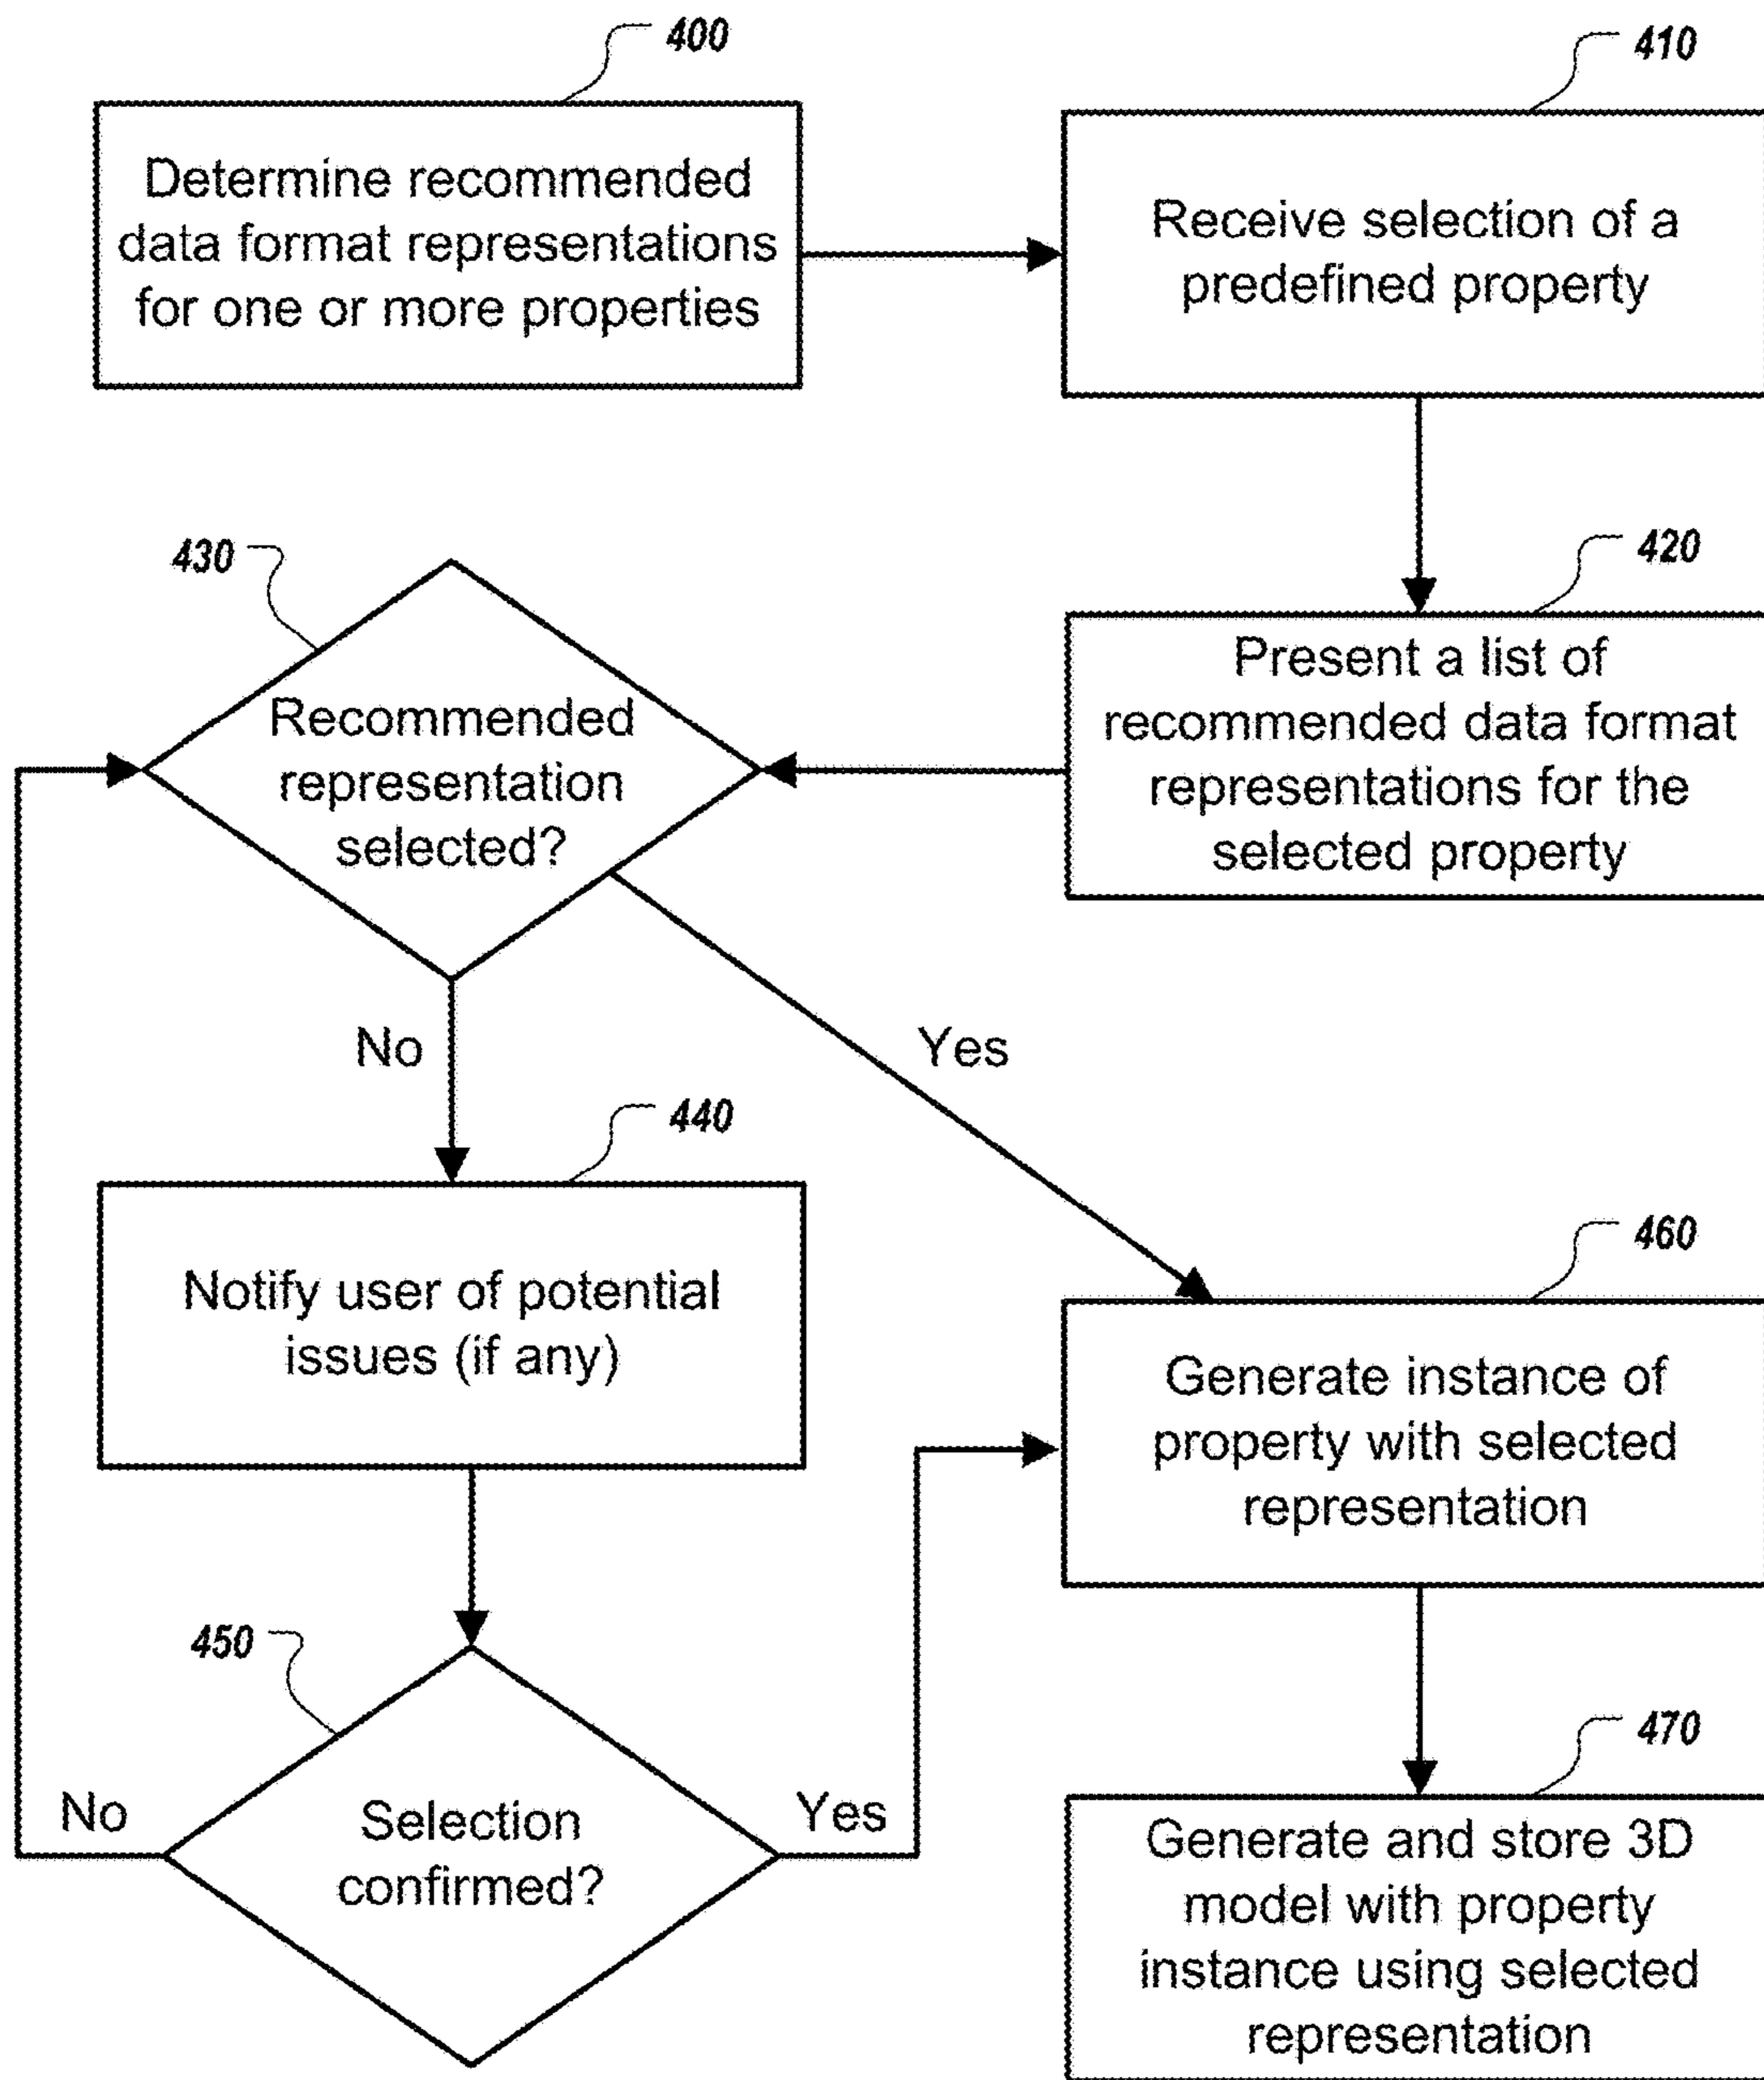 400
Determine recommended
data format representations
for one or more properties
410
Receive selection of a
predefined property
420
Present a list of
recommended data format
representations for the
selected property
430
Recommended
representation
selected?
No
Yes
440
Notify user of potential
issues (if any)
450
Selection
confirmed?
No
Yes
460
Generate instance of
property with selected
representation
470
Generate and store 3D
model with property
instance using selected
representation